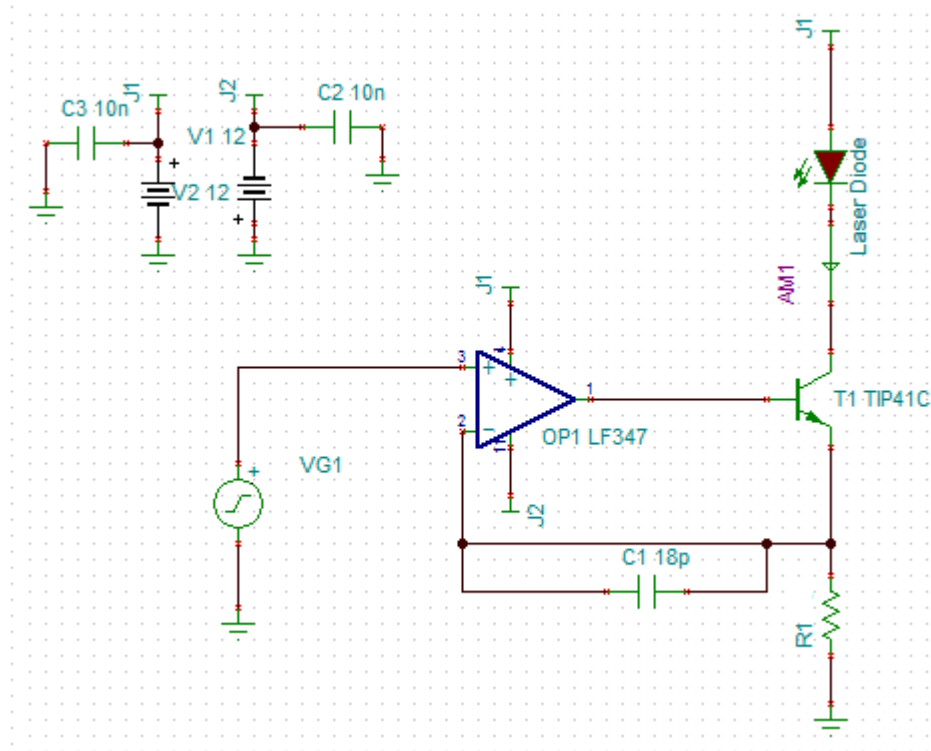 J1
C3 10n
J1
J2
C2 10n
V1 12
+
V2 12
+
Laser Diode
AM1
J1
3
+
+
1
T1 TIP41C
2
−
OP1 LF347
11
VG1
+
J2
C1 18p
R1